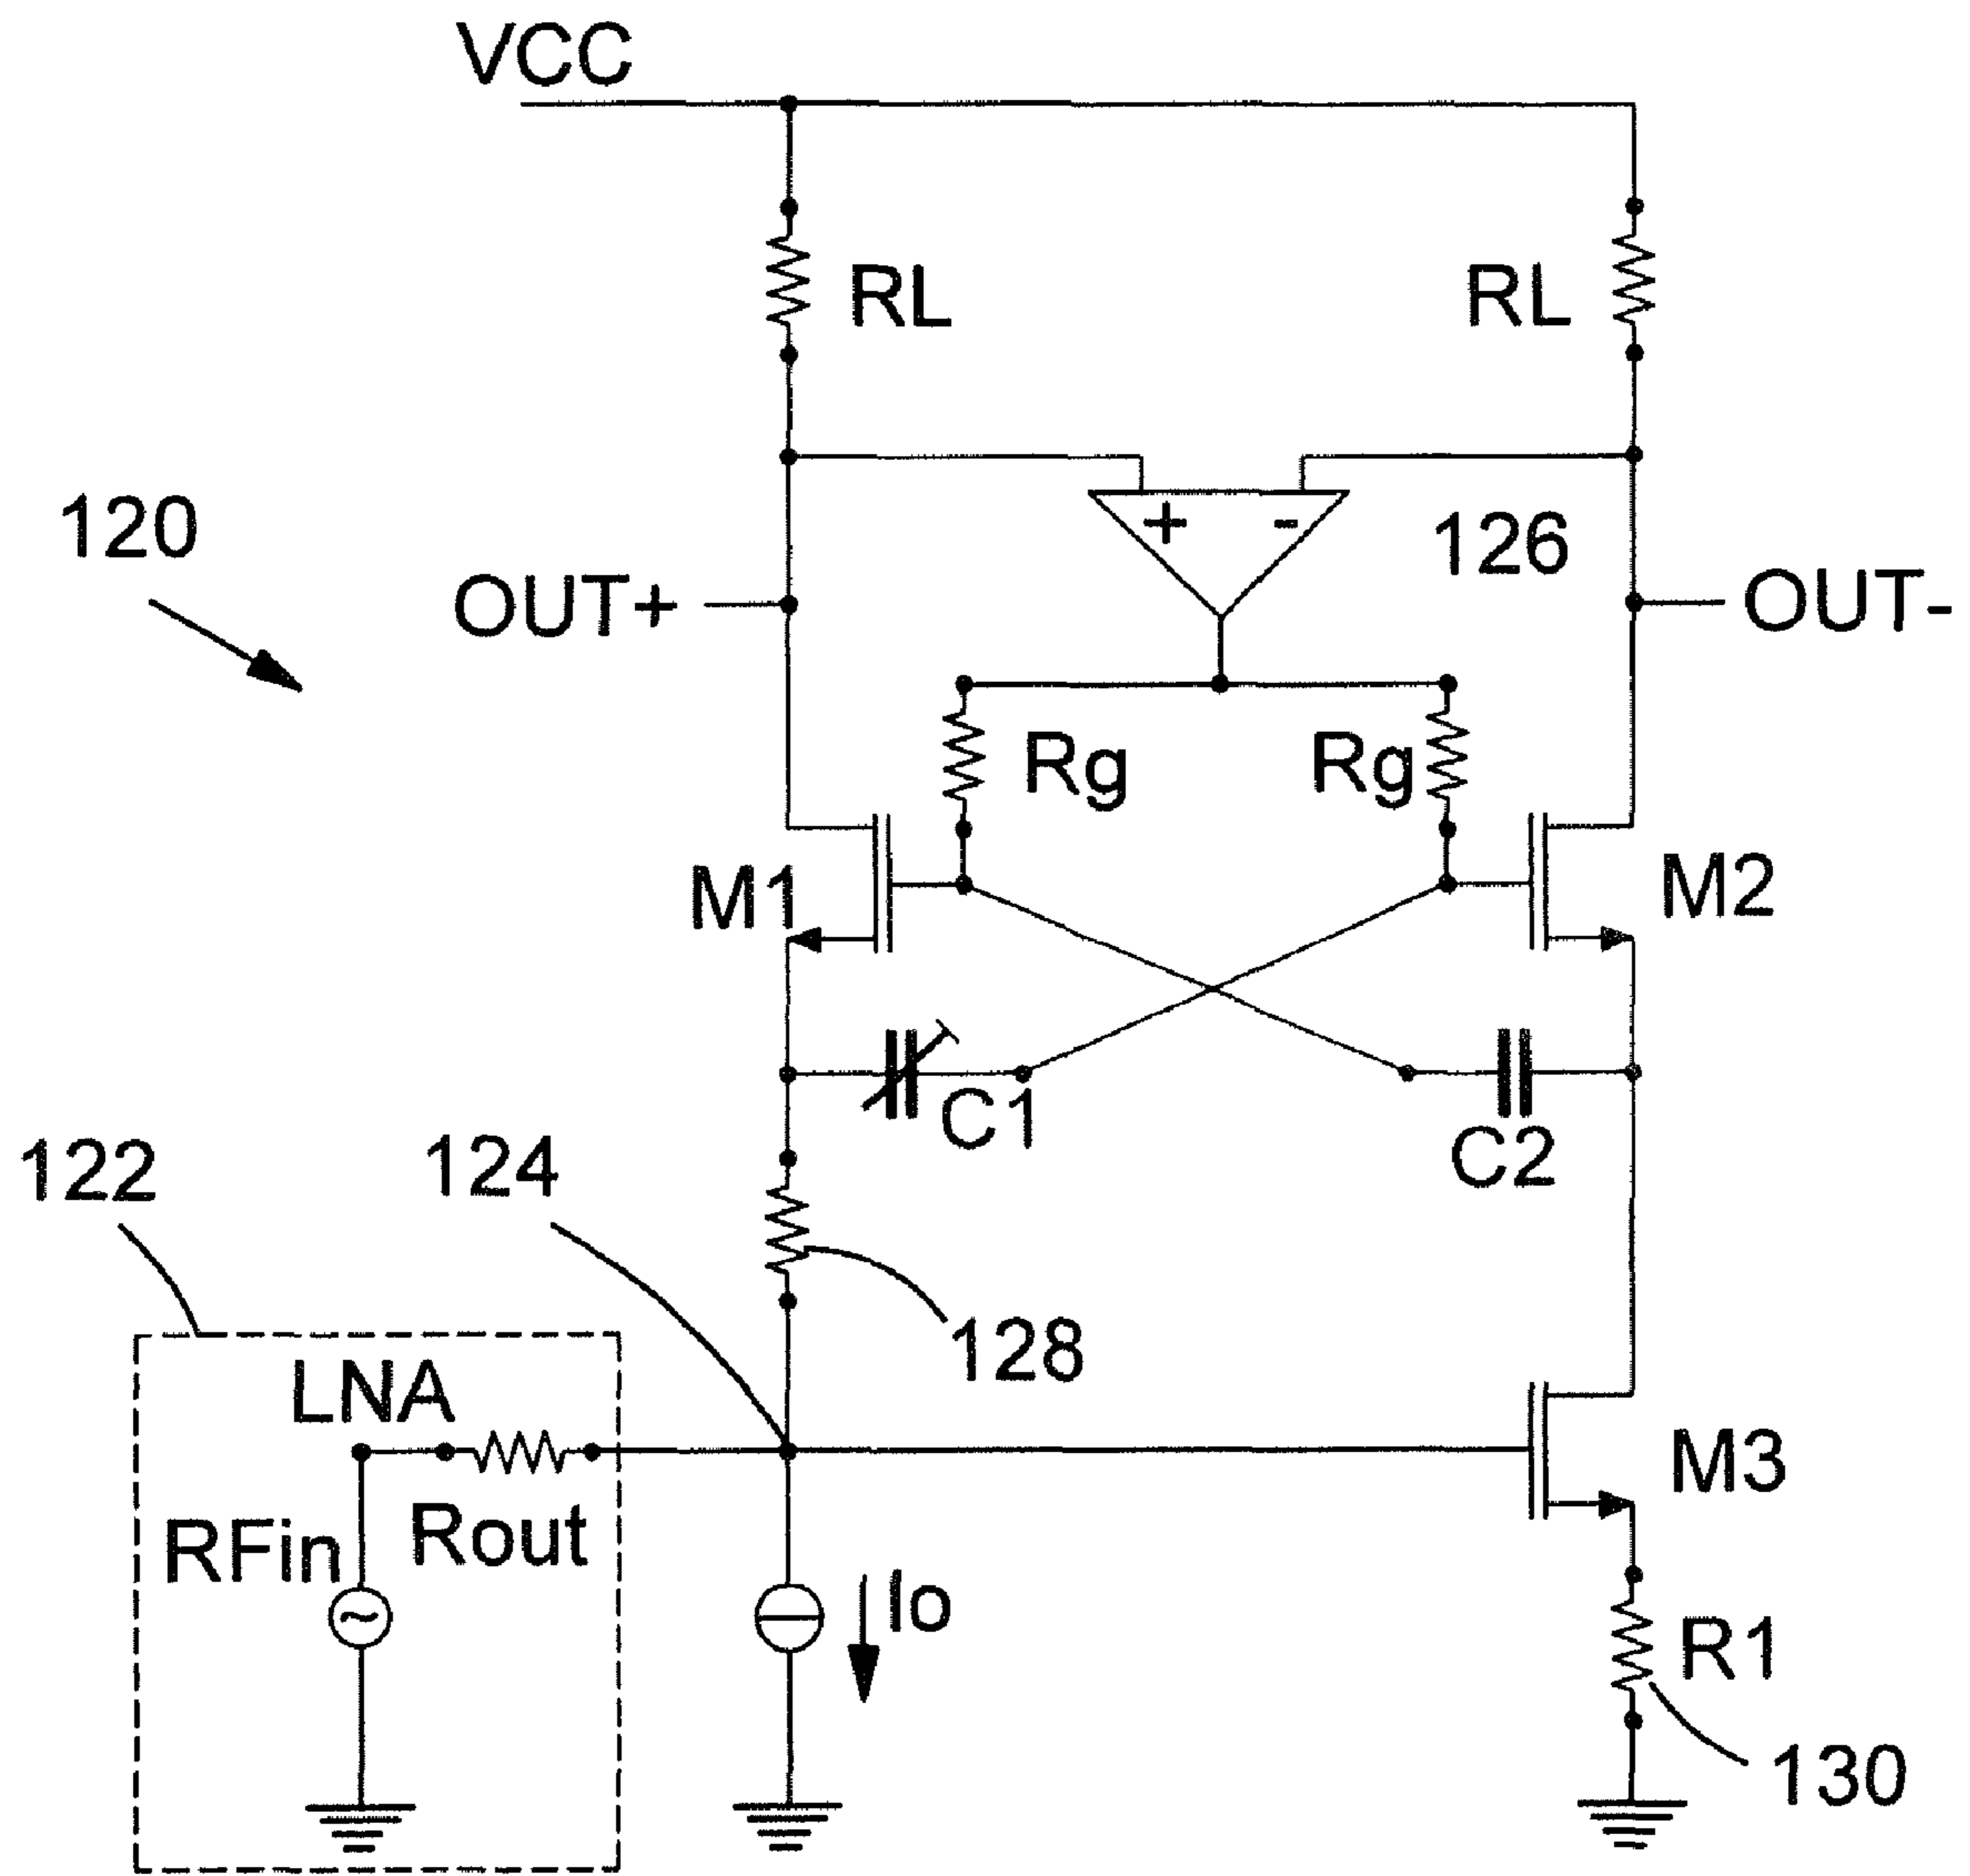 VCC
RL
RL
120
+
-
126
OUT+
OUT-
Rg
Rg
M1
M2
C1
C2
122
124
128
LNA
M3
RFin
Rout
Io
~
R1
130